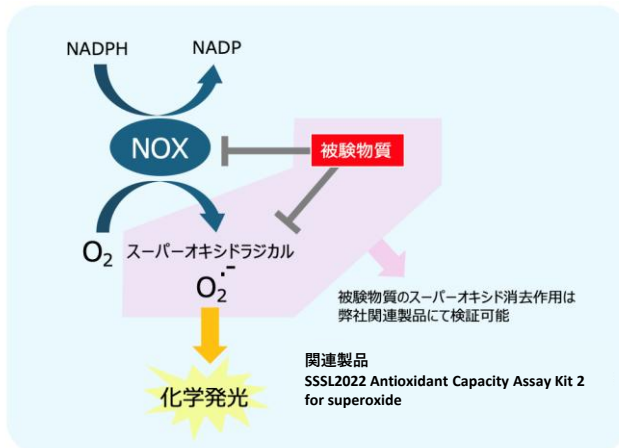 NADPH NADP
NOX
被験物質
O₂
スーパーオキシドラジカル
O₂·-
被験物質のスーパーオキシド消去作用は
弊社関連製品にて検証可能
化学発光
関連製品
SSSL2022 Antioxidant Capacity Assay Kit 2
for superoxide